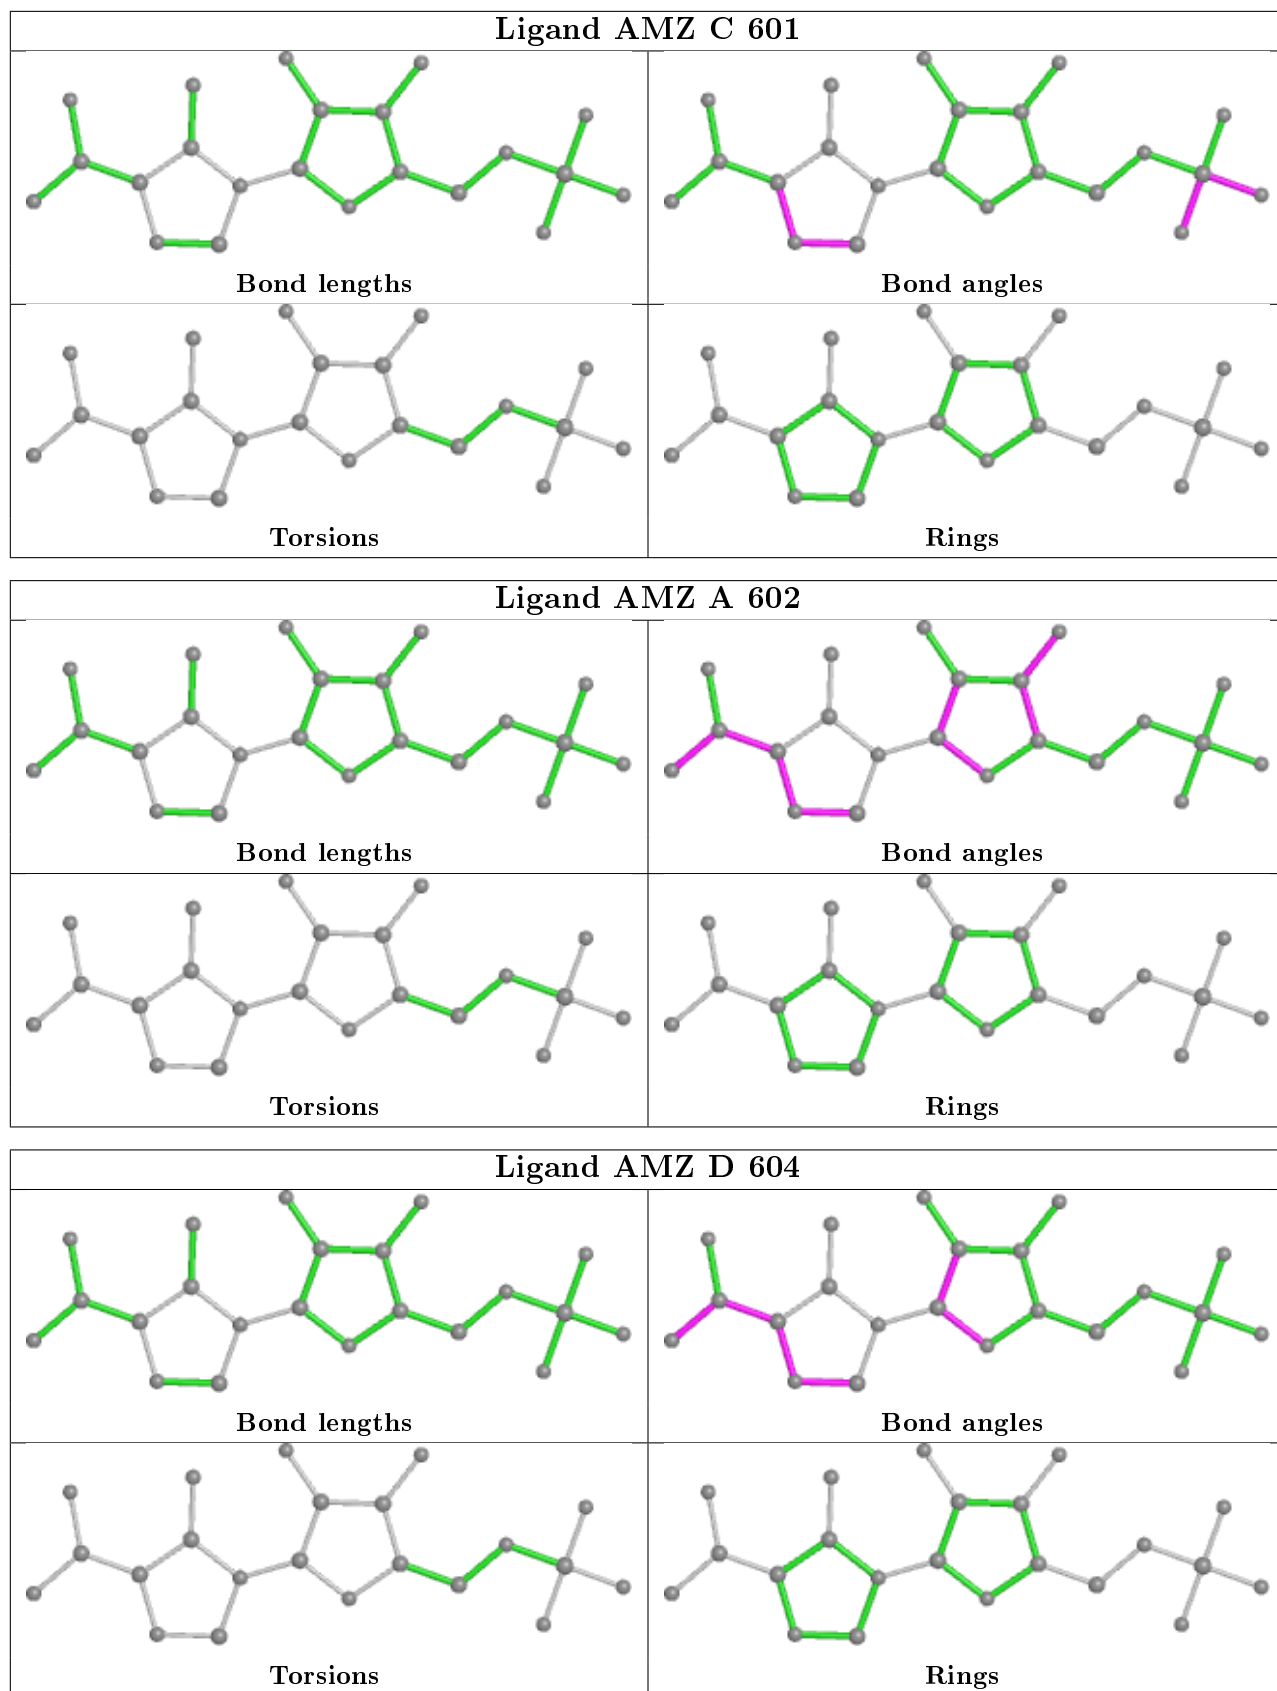 Ligand AMZ C 601
Bond lengths
Bond angles
Torsions
Rings
Ligand AMZ A 602
Bond lengths
Bond angles
Torsions
Rings
Ligand AMZ D 604
Bond lengths
Bond angles
Torsions
Rings